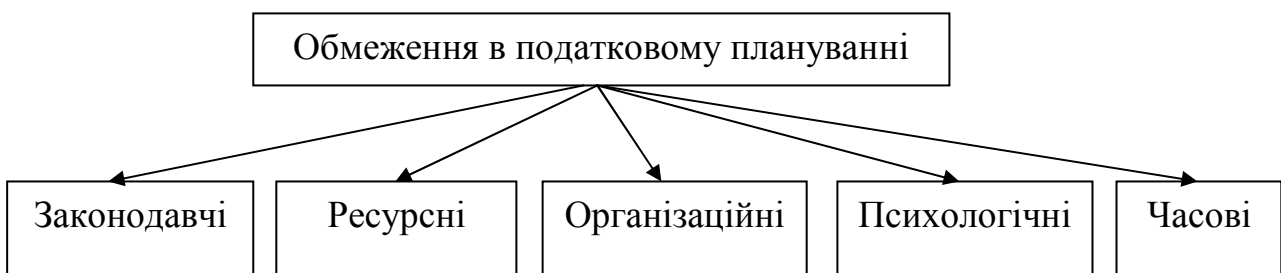 Обмеження в податковому плануванні
Законодавчі
Ресурсні
Організаційні
Психологічні
Часові